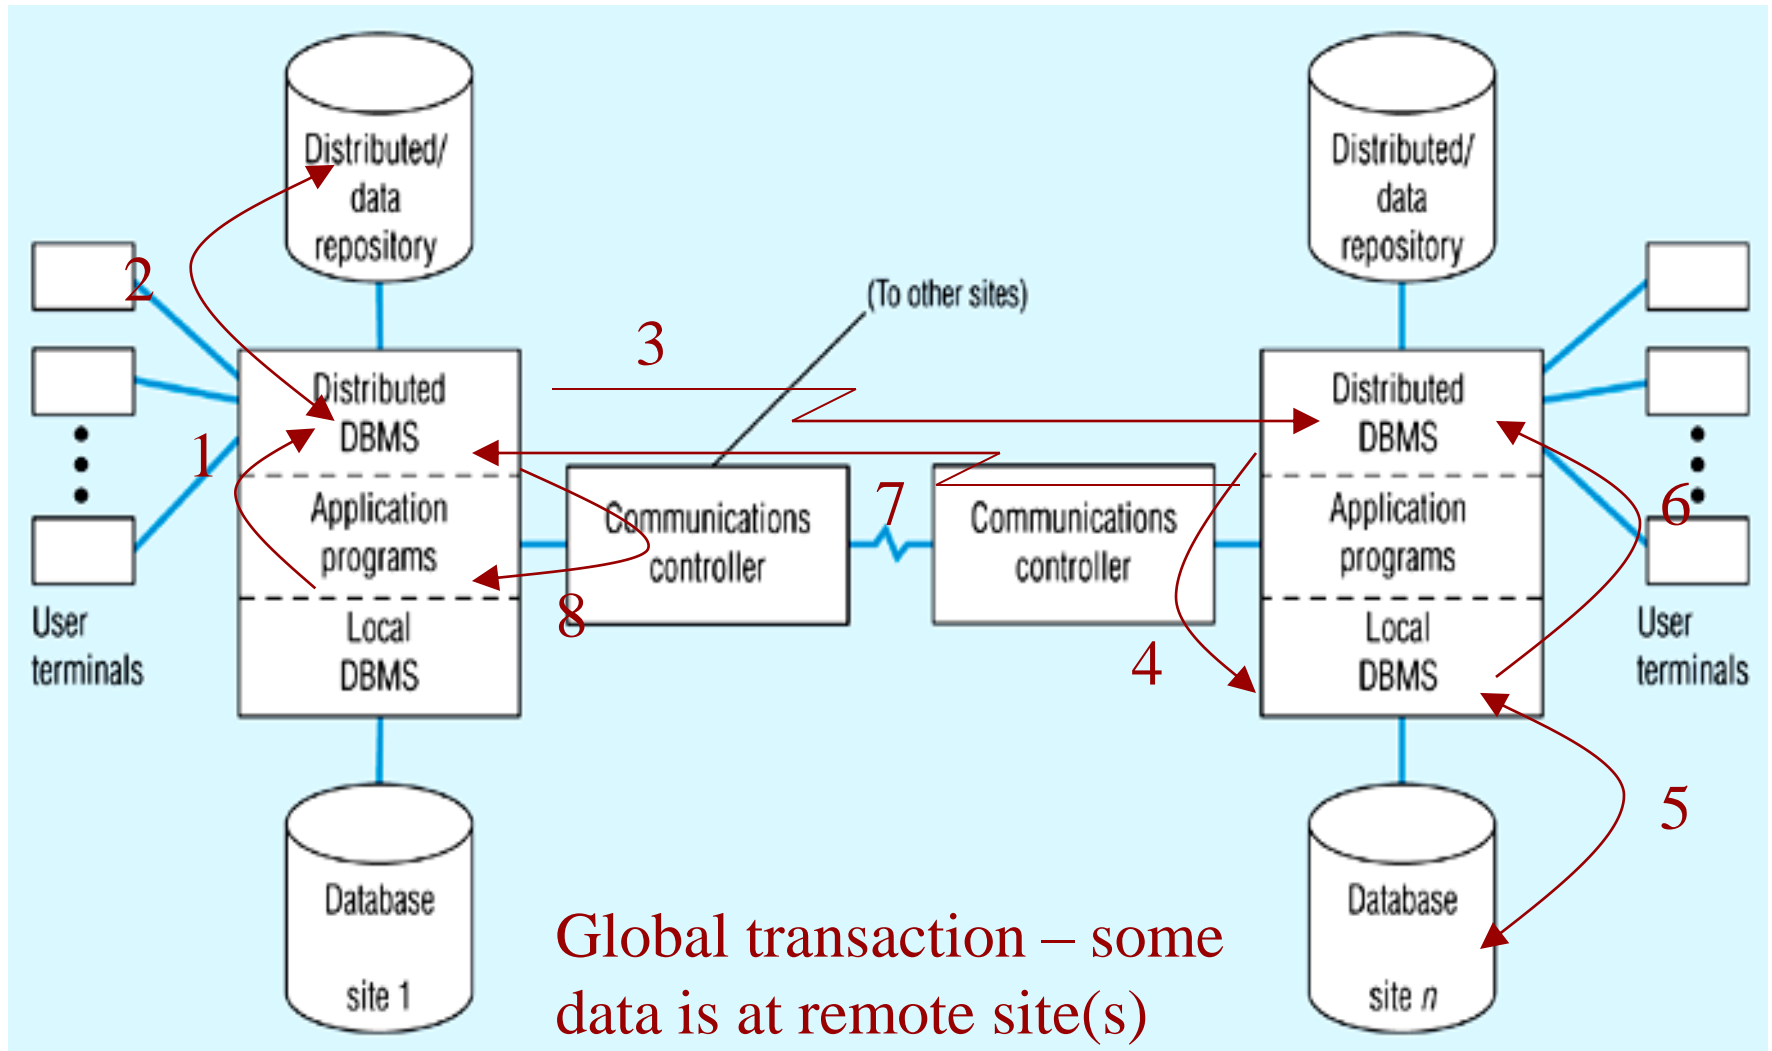 Distributed/
data
repository
Distributed/
data
repository
2
(To other sites)
3
Distributed
DBMS
Distributed
DBMS
1
7
6
Application
programs
Communications
controller
Communications
controller
Application
programs
8
User
terminals
Local
DBMS
4
Local
DBMS
User
terminals
5
Database
site 1
Database
site n
Global transaction – some
data is at remote site(s)